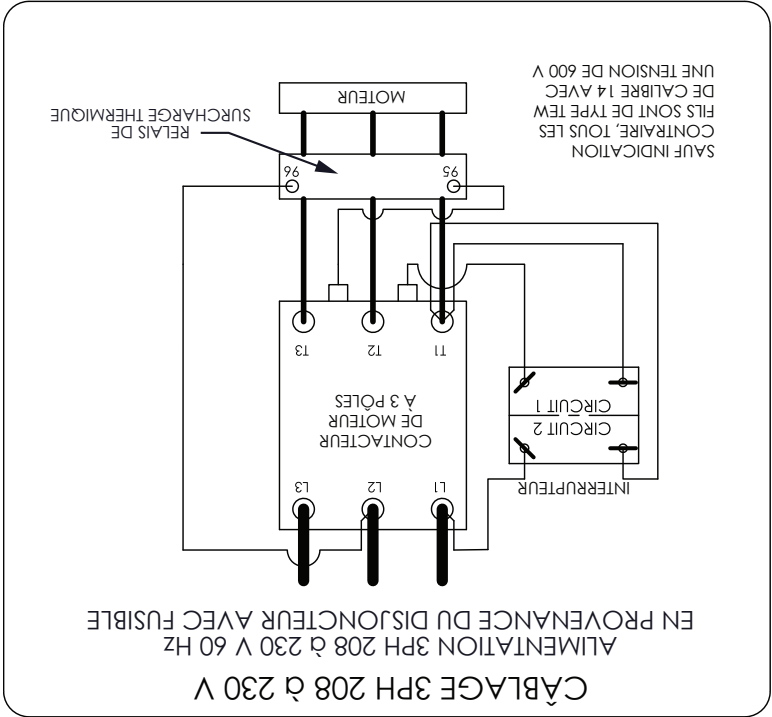 CÂBLAGE 3PH 208 à 230 V
ALIMENTATION 3PH 208 à 230 V 60 Hz
EN PROVENANCE DU DISJONCTEUR AVEC FUSIBLE
INTERRUPTEUR
CIRCUIT 2
CIRCUIT 1
L1
L2
L3
CONTACTEUR
DE MOTEUR
À 3 PÔLES
T1
T2
T3
95
96
RELAIS DE
SURCHARGE THERMIQUE
MOTEUR
SAUF INDICATION
CONTRAIRE, TOUS LES
FILS SONT DE TYPE TEW
DE CALIBRE 14 AVEC
UNE TENSION DE 600 V